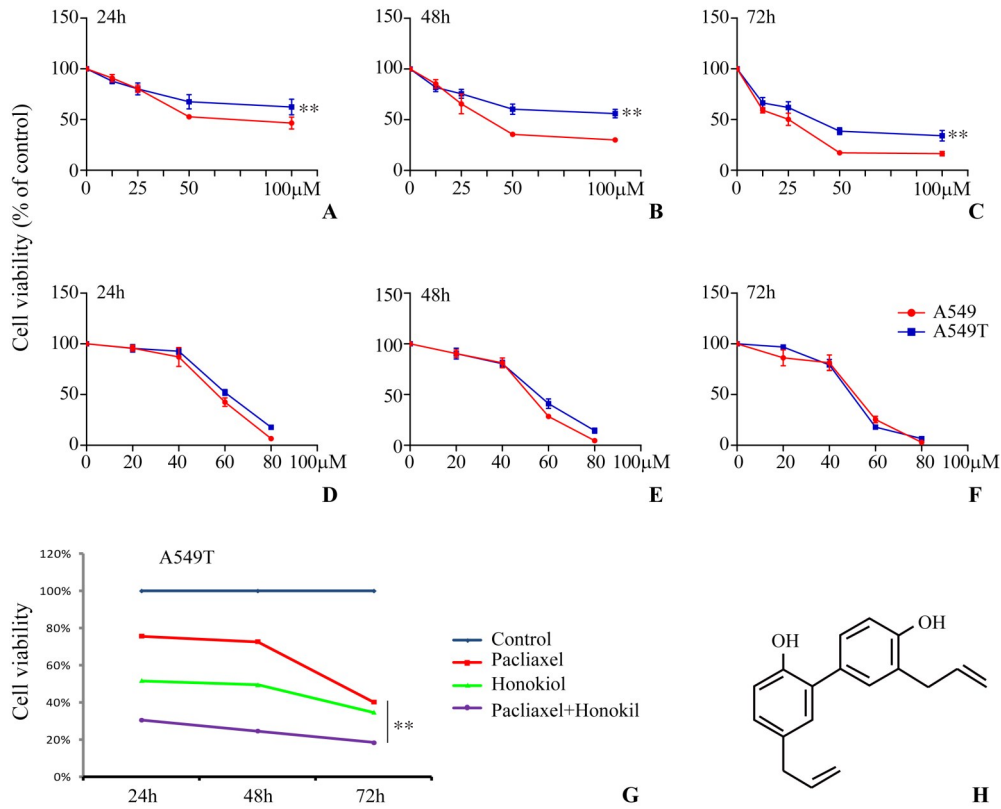 24h
48h
72h
150
100
50
0
0 25 50 100μM
A
150
100
50
0
0 25 50 100μM
B
150
100
50
0
0 25 50 100μM
C
**
**
**
Cell viability (% of control)
24h
48h
72h
150
100
50
0
0 20 40 60 80 100μM
D
150
100
50
0
0 20 40 60 80 100μM
E
150
100
50
0
0 20 40 60 80 100μM
F
A549
A549T
A549T
Cell viability
120%
100%
80%
60%
40%
20%
0%
24h 48h 72h
**
Control
Pacliaxel
Honokiol
Pacliaxel+Honokil
G
OH
OH
H